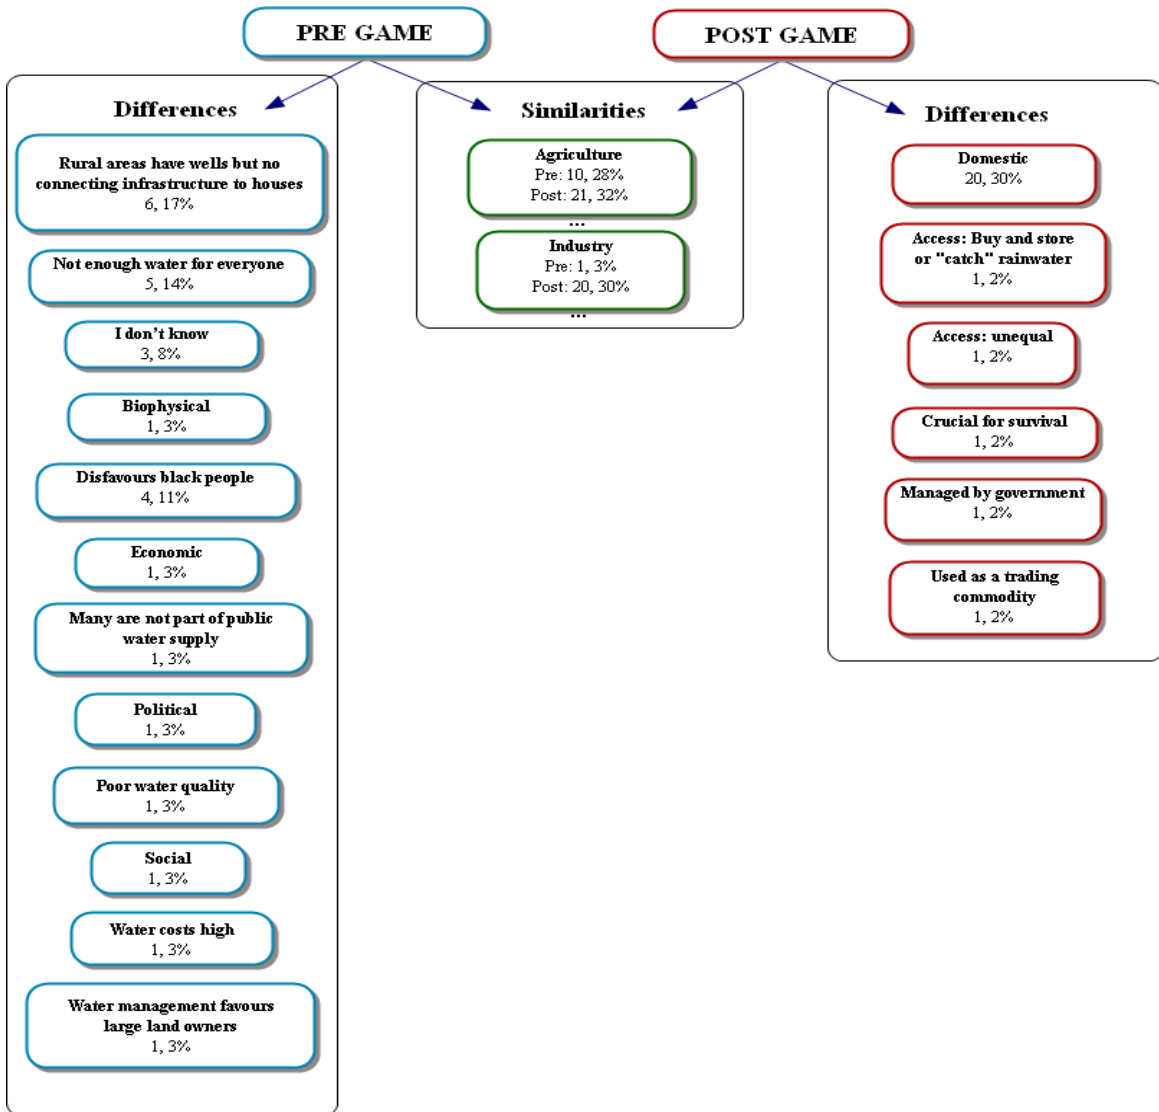 PRE GAME
POST GAME
Differences
Rural areas have wells but no
connecting infrastructure to houses
6, 17%
Not enough water for everyone
5, 14%
I don’t know
3, 8%
Biophysical
1, 3%
Disfavours black people
4, 11%
Economic
1, 3%
Many are not part of public
water supply
1, 3%
Political
1, 3%
Poor water quality
1, 3%
Social
1, 3%
Water costs high
1, 3%
Water management favours
large land owners
1, 3%
Similarities
Agriculture
Pre: 10, 28%
Post: 21, 32%
...
Industry
Pre: 1, 3%
Post: 20, 30%
...
Differences
Domestic
20, 30%
Access: Buy and store
or "catch" rainwater
1, 2%
Access: unequal
1, 2%
Crucial for survival
1, 2%
Managed by government
1, 2%
Used as a trading
commodity
1, 2%